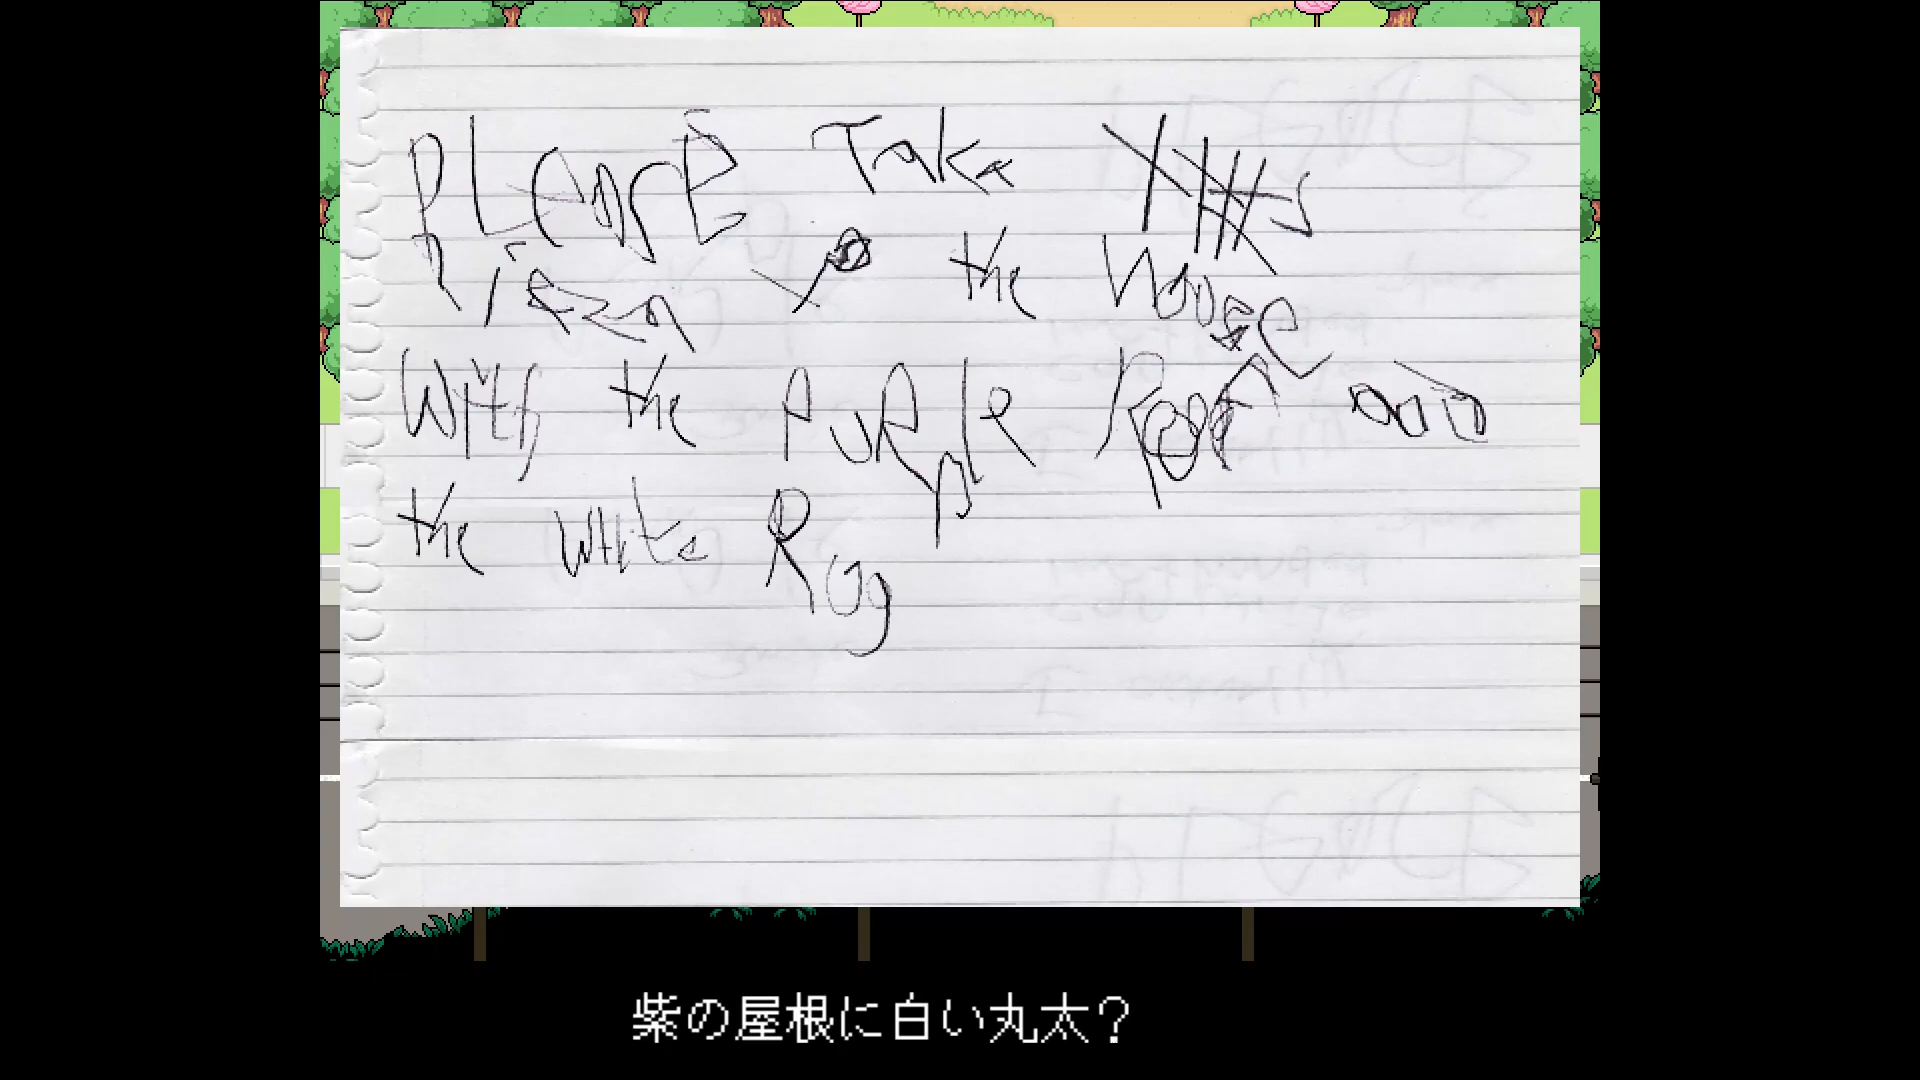 PLEASE Take This
Pizza to the House
With the PURple Roof and
the White Rug
紫の屋根に白い丸太？